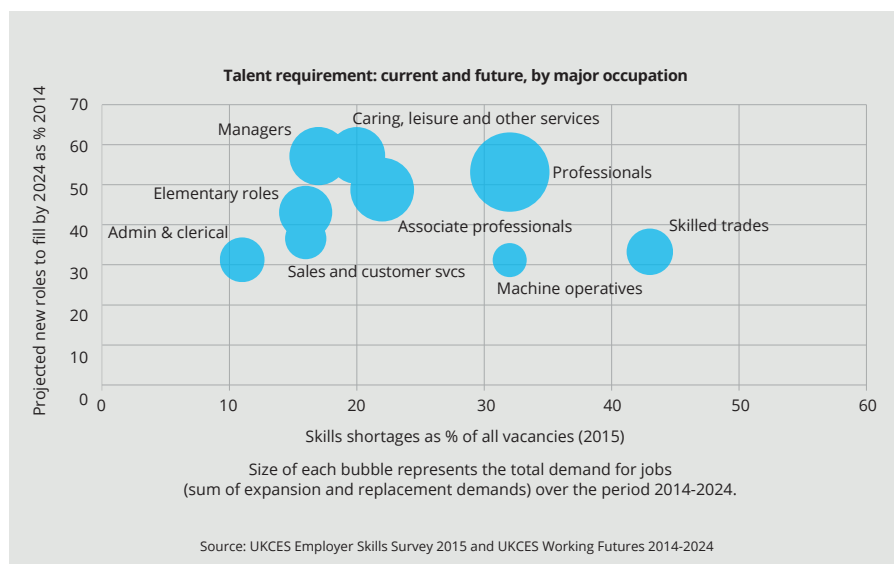 Talent requirement: current and future, by major occupation
Projected new roles to fill by 2024 as % 2014
70
60
50
40
30
20
10
0
Managers
Caring, leisure and other services
Professionals
Elementary roles
Associate professionals
Skilled trades
Admin & clerical
Sales and customer svcs
Machine operatives
0 10 20 30 40 50 60
Skills shortages as % of all vacancies (2015)
Size of each bubble represents the total demand for jobs
(sum of expansion and replacement demands) over the period 2014-2024.
Source: UKCES Employer Skills Survey 2015 and UKCES Working Futures 2014-2024